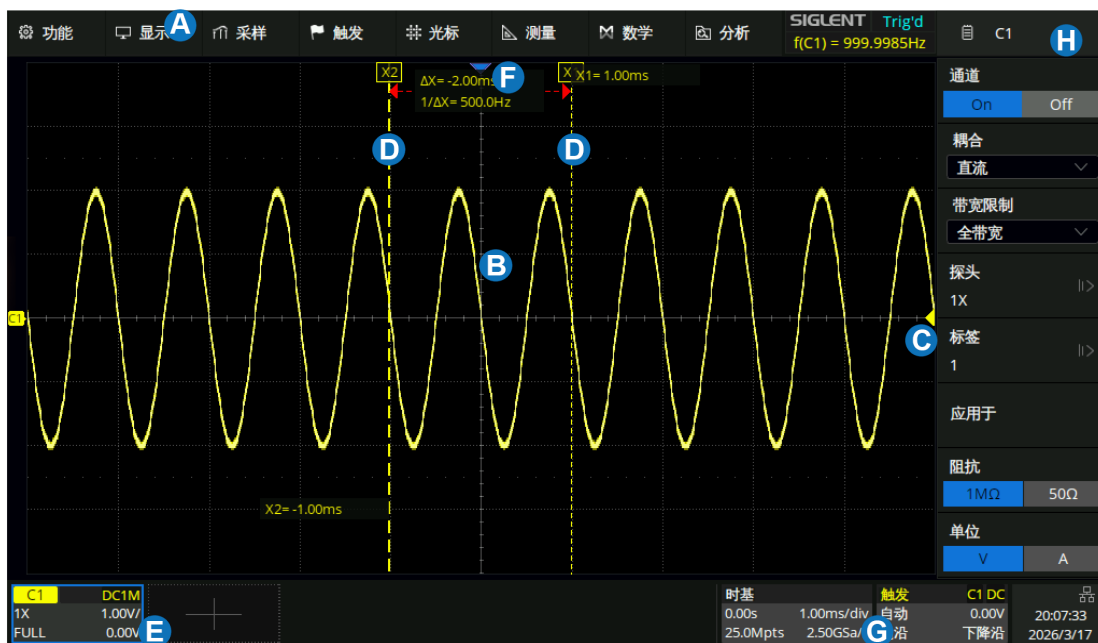 功能 显示 A 采样 触发 光标 测量 数学 分析
SIGLENT Trig'd
f(C1) = 999.9985Hz
C1 H
X2 ΔX= -2.00m F X X1= 1.00ms
1/ΔX= 500.0Hz
D D
B
C1
C
X2= -1.00ms
通道
On Off
耦合
直流
带宽限制
全带宽
探头
1X
标签
1
应用于
阻抗
1MΩ 50Ω
单位
V A
C1 DC1M
1X 1.00V/
FULL 0.00V E
时基
0.00s 1.00ms/div
25.0Mpts 2.50GSa/ G
触发 C1 DC
自动 0.00V
沿 下降沿
20:07:33
2026/3/17